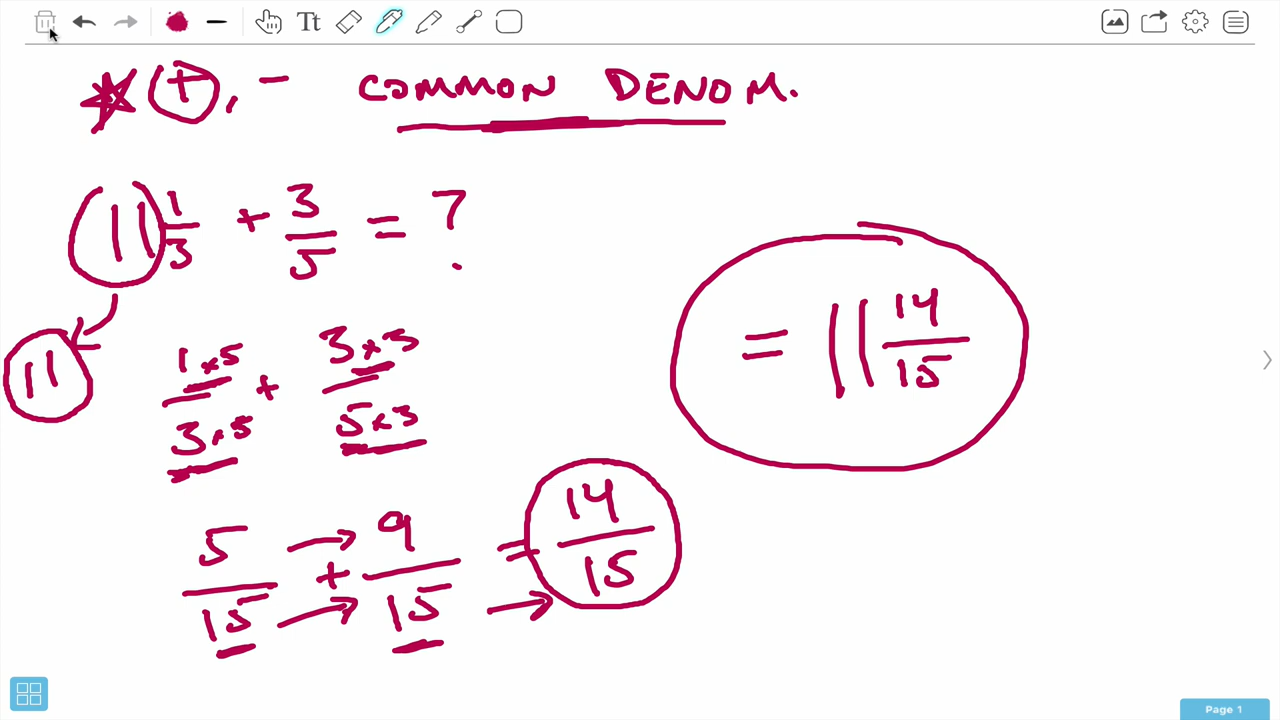 Tt
* +, - COMMON DENOM.
11 1/3 + 3/5 = ?
11
1×5/3×5 + 3×3/5×3
5/15 + 9/15 = 14/15
= 11 14/15
Page 1